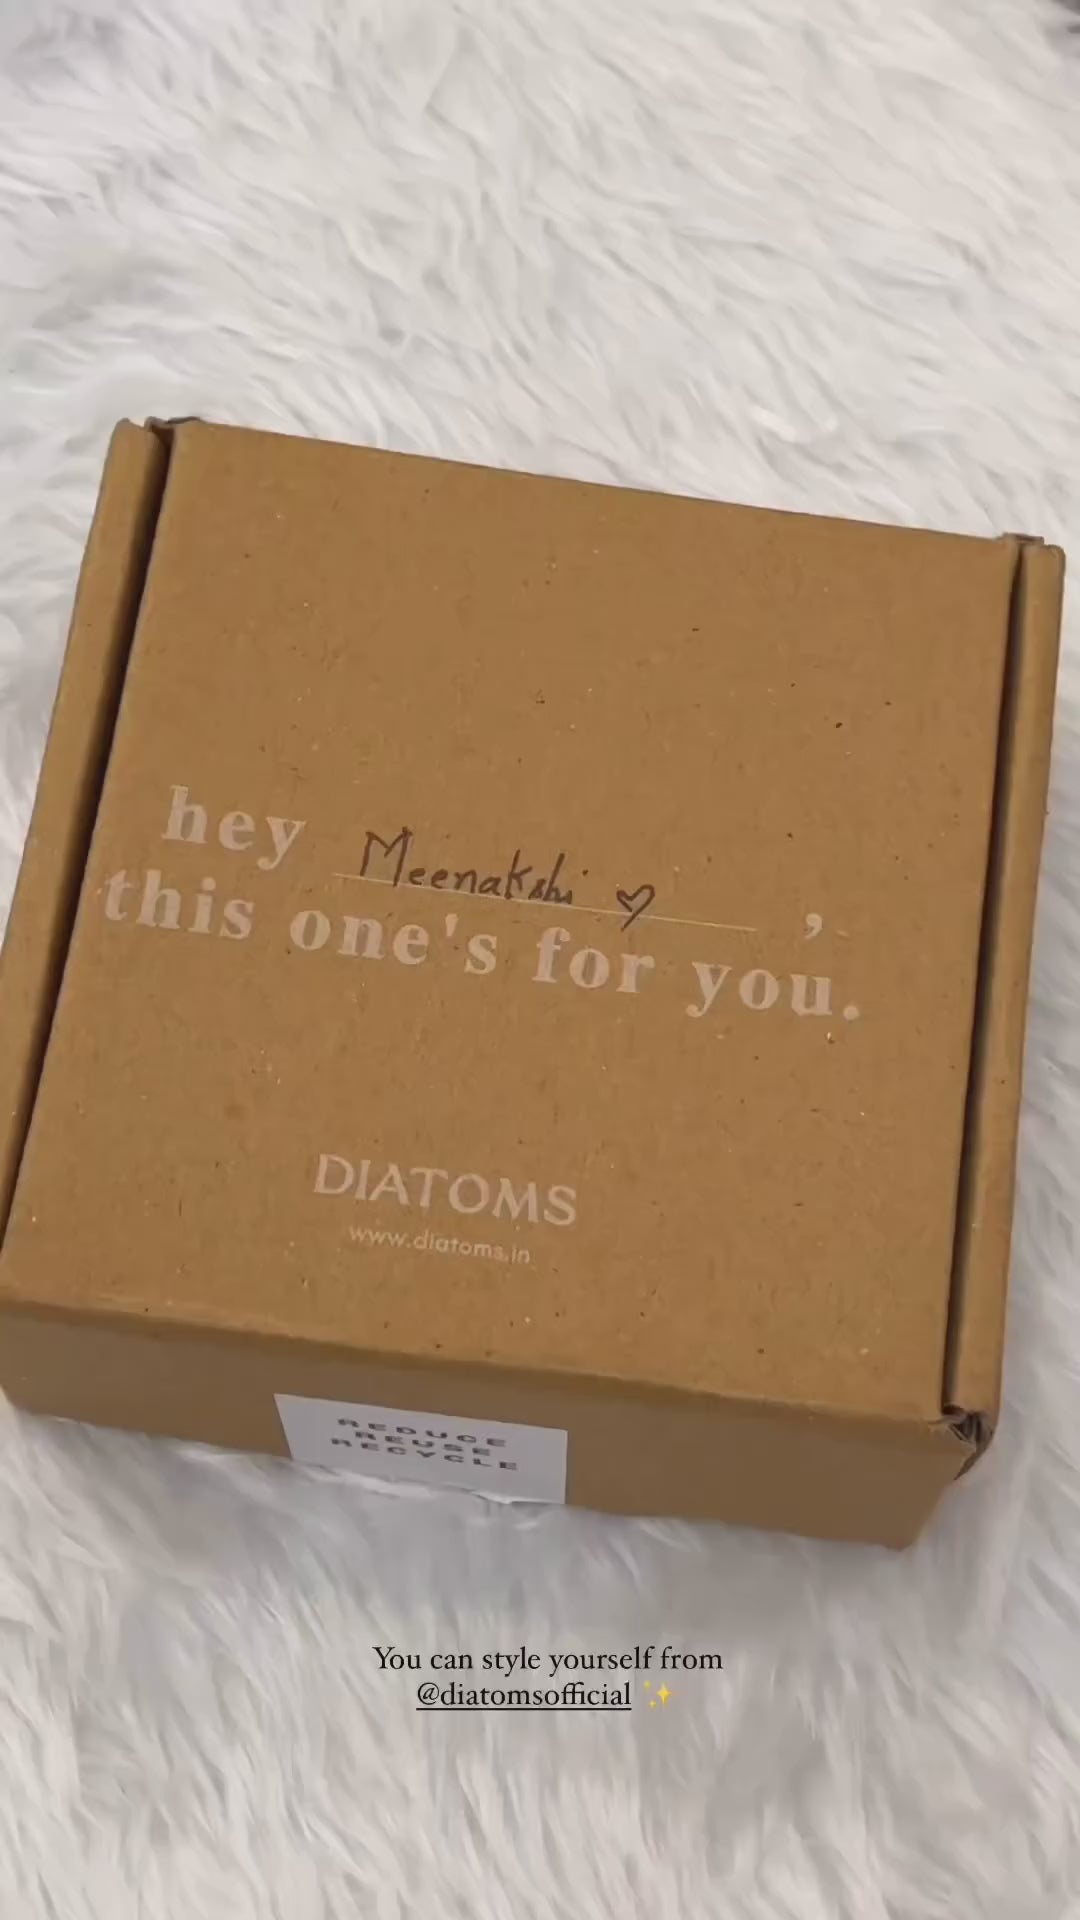 hey Meenakshi ♡,
this one's for you.
DIATOMS
www.diatoms.in
REDUCE
REUSE
RECYCLE
You can style yourself from
@diatomsofficial ✨